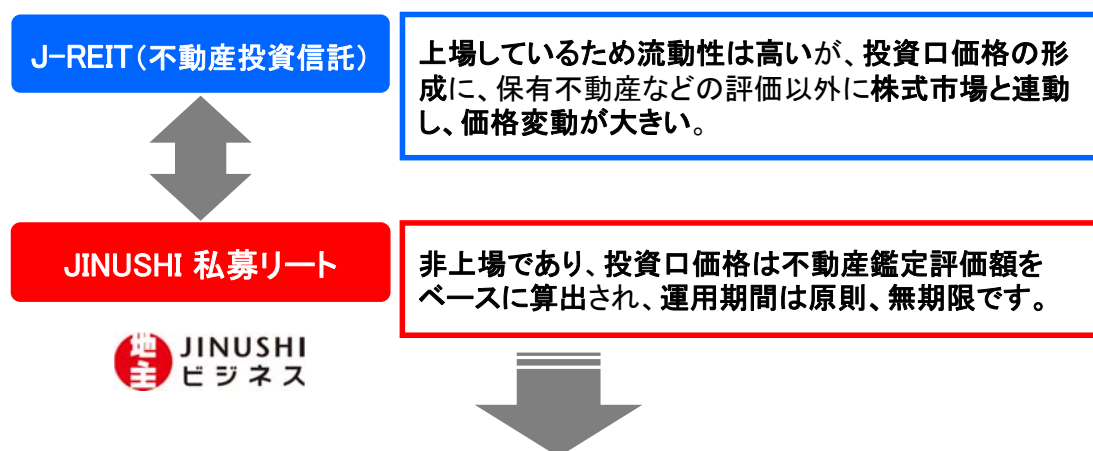 J-REIT(不動産投資信託)
上場しているため流動性は高いが、投資口価格の形
成に、保有不動産などの評価以外に株式市場と連動
し、価格変動が大きい。
JINUSHI 私募リート
非上場であり、投資口価格は不動産鑑定評価額を
ベースに算出され、運用期間は原則、無期限です。
地主
JINUSHI
ビジネス